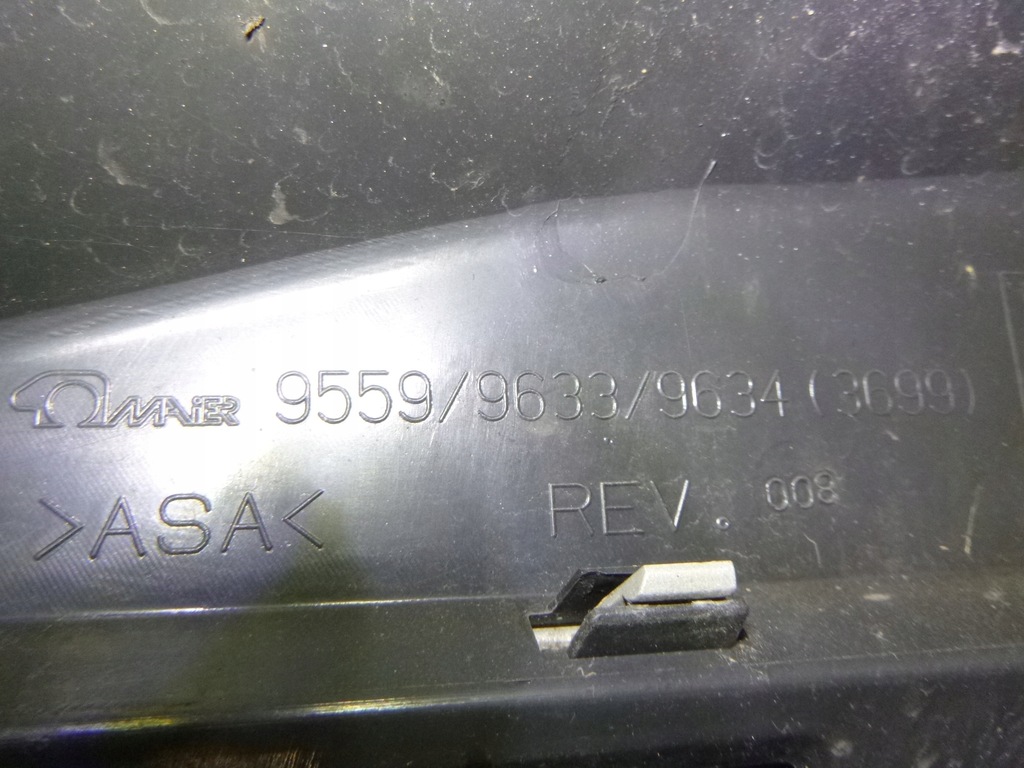 MAIER 9559/9633/9634 (3699)
>ASA< REV. 008